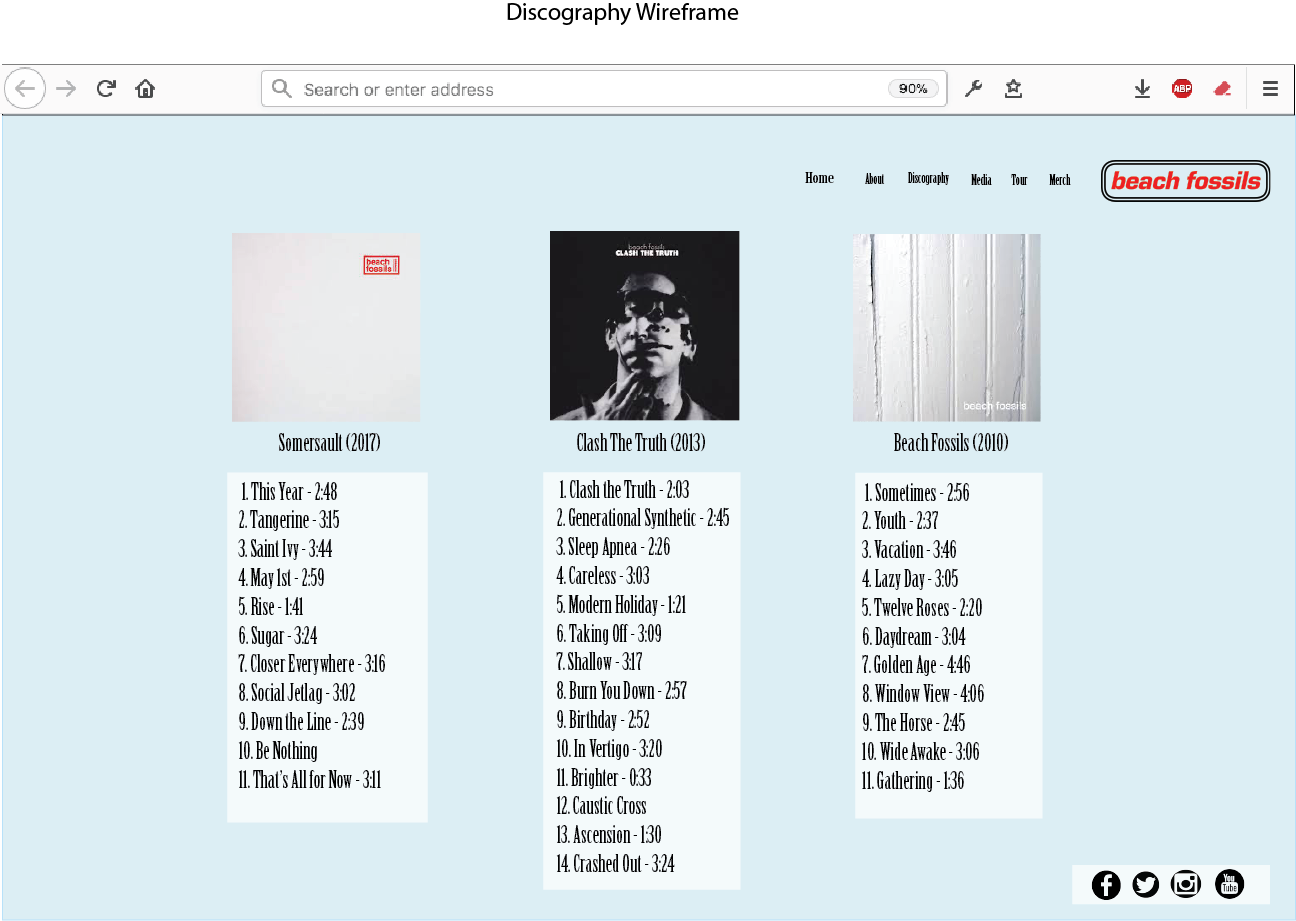 Discography Wireframe
Search or enter address
90%
ABP
Home
About
Discography
Media
Tour
Merch
beach fossils
beach
fossils
beach fossils
CLASH THE TRUTH
beach fossils
Somersault (2017)
1. This Year - 2:48
2. Tangerine - 3:15
3. Saint Ivy - 3:44
4. May 1st - 2:59
5. Rise - 1:41
6. Sugar - 3:24
7. Closer Everywhere - 3:16
8. Social Jetlag - 3:02
9. Down the Line - 2:39
10. Be Nothing
11. That's All for Now - 3:11
Clash The Truth (2013)
1. Clash the Truth - 2:03
2. Generational Synthetic - 2:45
3. Sleep Apnea - 2:26
4. Careless - 3:03
5. Modern Holiday - 1:21
6. Taking Off - 3:09
7. Shallow - 3:17
8. Burn You Down - 2:57
9. Birthday - 2:52
10. In Vertigo - 3:20
11. Brighter - 0:33
12. Caustic Cross
13. Ascension - 1:30
14. Crashed Out - 3:24
Beach Fossils (2010)
1. Sometimes - 2:56
2. Youth - 2:37
3. Vacation - 3:46
4. Lazy Day - 3:05
5. Twelve Roses - 2:20
6. Daydream - 3:04
7. Golden Age - 4:46
8. Window View - 4:06
9. The Horse - 2:45
10. Wide Awake - 3:06
11. Gathering - 1:36
You
Tube